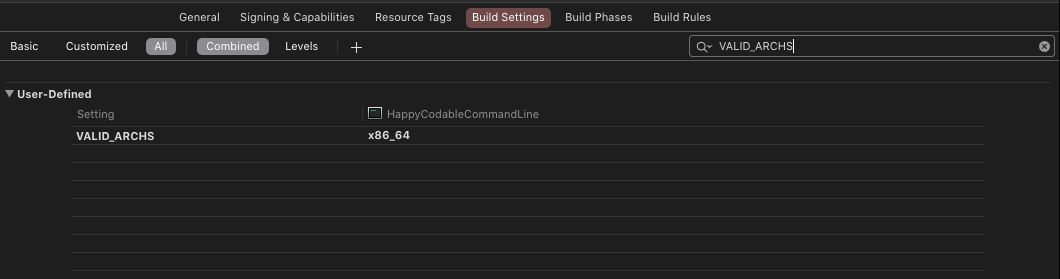 General Signing & Capabilities Resource Tags Build Settings Build Phases Build Rules
Basic Customized All Combined Levels + VALID_ARCHS
User-Defined
Setting HappyCodableCommandLine
VALID_ARCHS x86_64